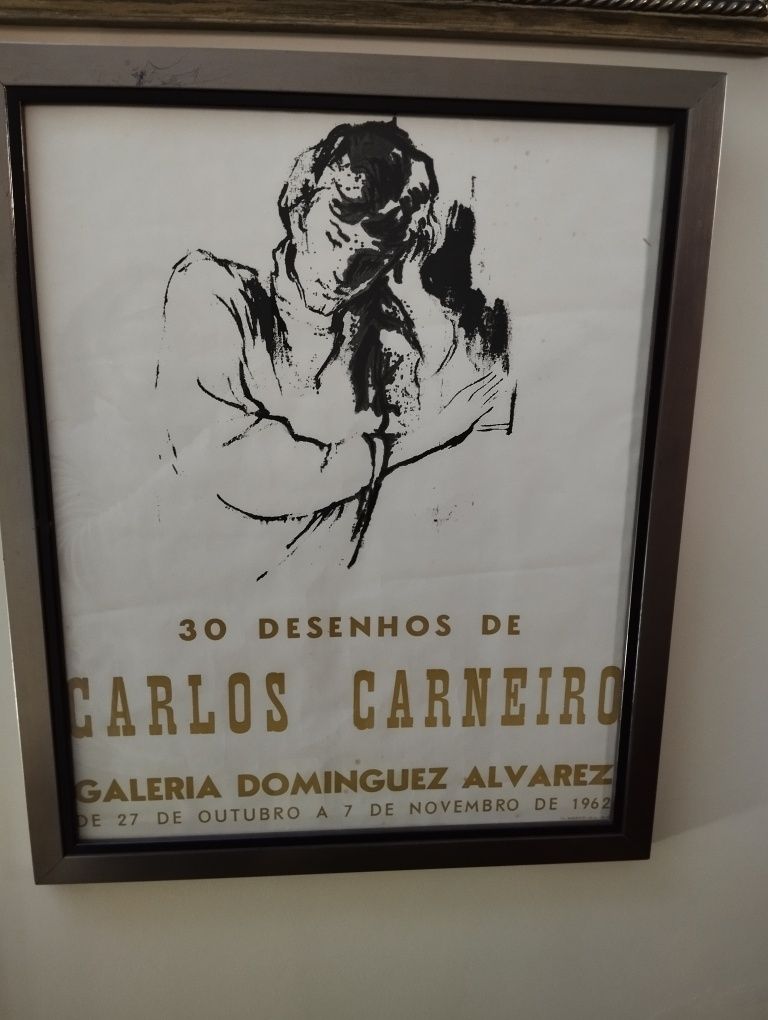 30 DESENHOS DE
CARLOS CARNEIRO
GALERIA DOMINGUEZ ALVAREZ
DE 27 DE OUTUBRO A 7 DE NOVEMBRO DE 1962